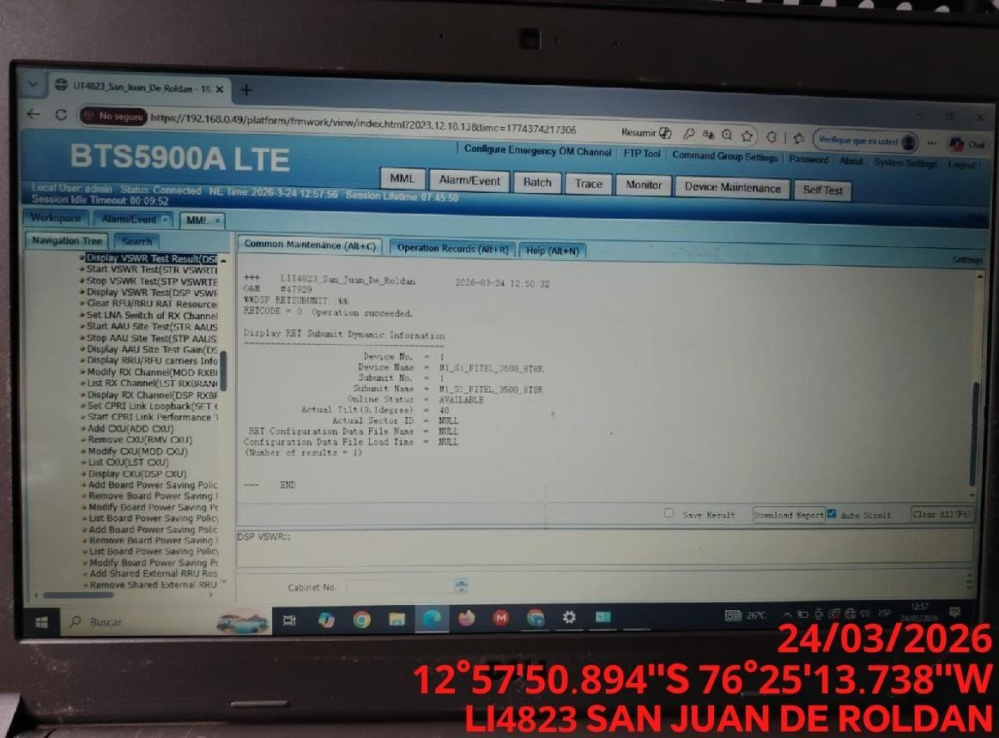 LIT4823_San_Juan_De_Roldan - 19.
No seguro https://192.168.0.49/platform/frmwork/view/index.html?2023.12.18.13&time=1774374217306 Resumir Verifique que es usted Chat
BTS5900A LTE
Configure Emergency OM Channel FTP Tool Command Group Settings Password About System Settings Logout
MML Alarm/Event Batch Trace Monitor Device Maintenance Self Test
Local User: admin Status: Connected NE Time: 2026-3-24 12:57:56 Session Lifetime: 07:45:50
Session Idle Timeout: 00:09:52
Workspace Alarm/Event MML
Navigation Tree Search
Display VSWR Test Result(DSP
Start VSWR Test(STR VSWRTE
Stop VSWR Test(STP VSWRTE
Display VSWR Test(DSP VSWR
Clear RFU/RRU RAT Resource
Set LNA Switch of RX Channel
Start AAU Site Test(STR AAUS
Stop AAU Site Test(STP AAUS
Display AAU Site Test Gain(DS
Display RRU/RFU carriers Info
Modify RX Channel(MOD RXBR
List RX Channel(LST RXBRANC
Display RX Channel(DSP RXBR
Set CPRI Link Loopback(SET C
Start CPRI Link Performance T
Add CXU(ADD CXU)
Remove CXU(RMV CXU)
Modify CXU(MOD CXU)
List CXU(LST CXU)
Display CXU(DSP CXU)
Add Board Power Saving Polic
Remove Board Power Saving
Modify Board Power Saving Po
List Board Power Saving Policy
Add Board Power Saving Policy
Remove Board Power Saving
List Board Power Saving Policy
Modify Board Power Saving Po
Add Shared External RRU Res
Remove Shared External RRU
Common Maintenance (Alt+C) Operation Records (Alt+R) Help (Alt+N)
Settings
+++ LIT4823_San_Juan_De_Roldan 2026-03-24 12:50:32
O&M #47929
%%DSP RETSUBUNIT:;%%
RETCODE = 0 Operation succeeded.
Display RET Subunit Dynamic Information
---------------------------------------
Device No. = 1
Device Name = M1_S1_FITEL_3500_8T8R
Subunit No. = 1
Subunit Name = M1_S1_FITEL_3500_8T8R
Online Status = AVAILABLE
Actual Tilt(0.1degree) = 40
Actual Sector ID = NULL
RET Configuration Data File Name = NULL
Configuration Data File Load Time = NULL
(Number of results = 1)
--- END
Save Result Download Report Auto Scroll Clear All(F6)
DSP VSWR:;
Cabinet No.
Buscar
26°C
ESP
12:57
24/03/2026
24/03/2026
12°57'50.894"S 76°25'13.738"W
LI4823 SAN JUAN DE ROLDAN